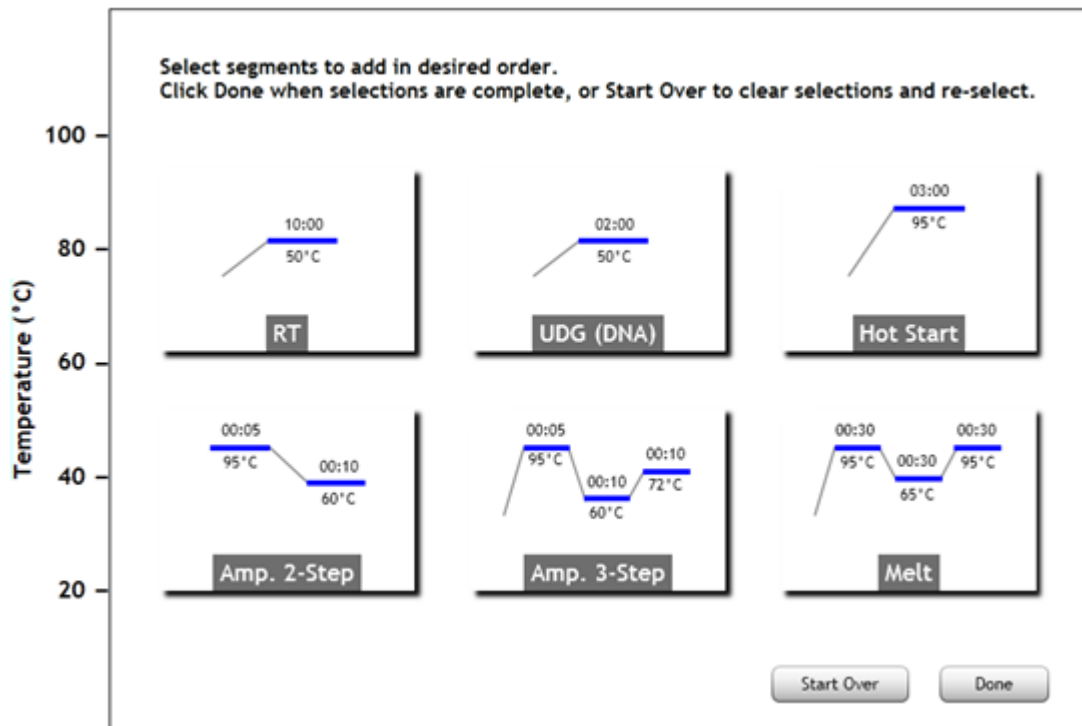 Select segments to add in desired order.
Click Done when selections are complete, or Start Over to clear selections and re-select.
100
80
60
40
20
Temperature (°C)
10:00
50°C
RT
02:00
50°C
UDG (DNA)
03:00
95°C
Hot Start
00:05
95°C
00:10
60°C
Amp. 2-Step
00:05
95°C
00:10
60°C
00:10
72°C
Amp. 3-Step
00:30
95°C
00:30
65°C
00:30
95°C
Melt
Start Over
Done